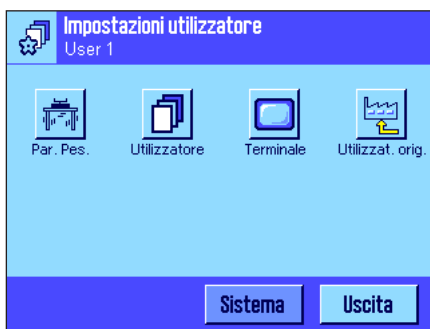 Impostazioni utilizzatore
User 1
Par. Pes.
Utilizzatore
Terminale
Utilizzat. orig.
Sistema
Uscita